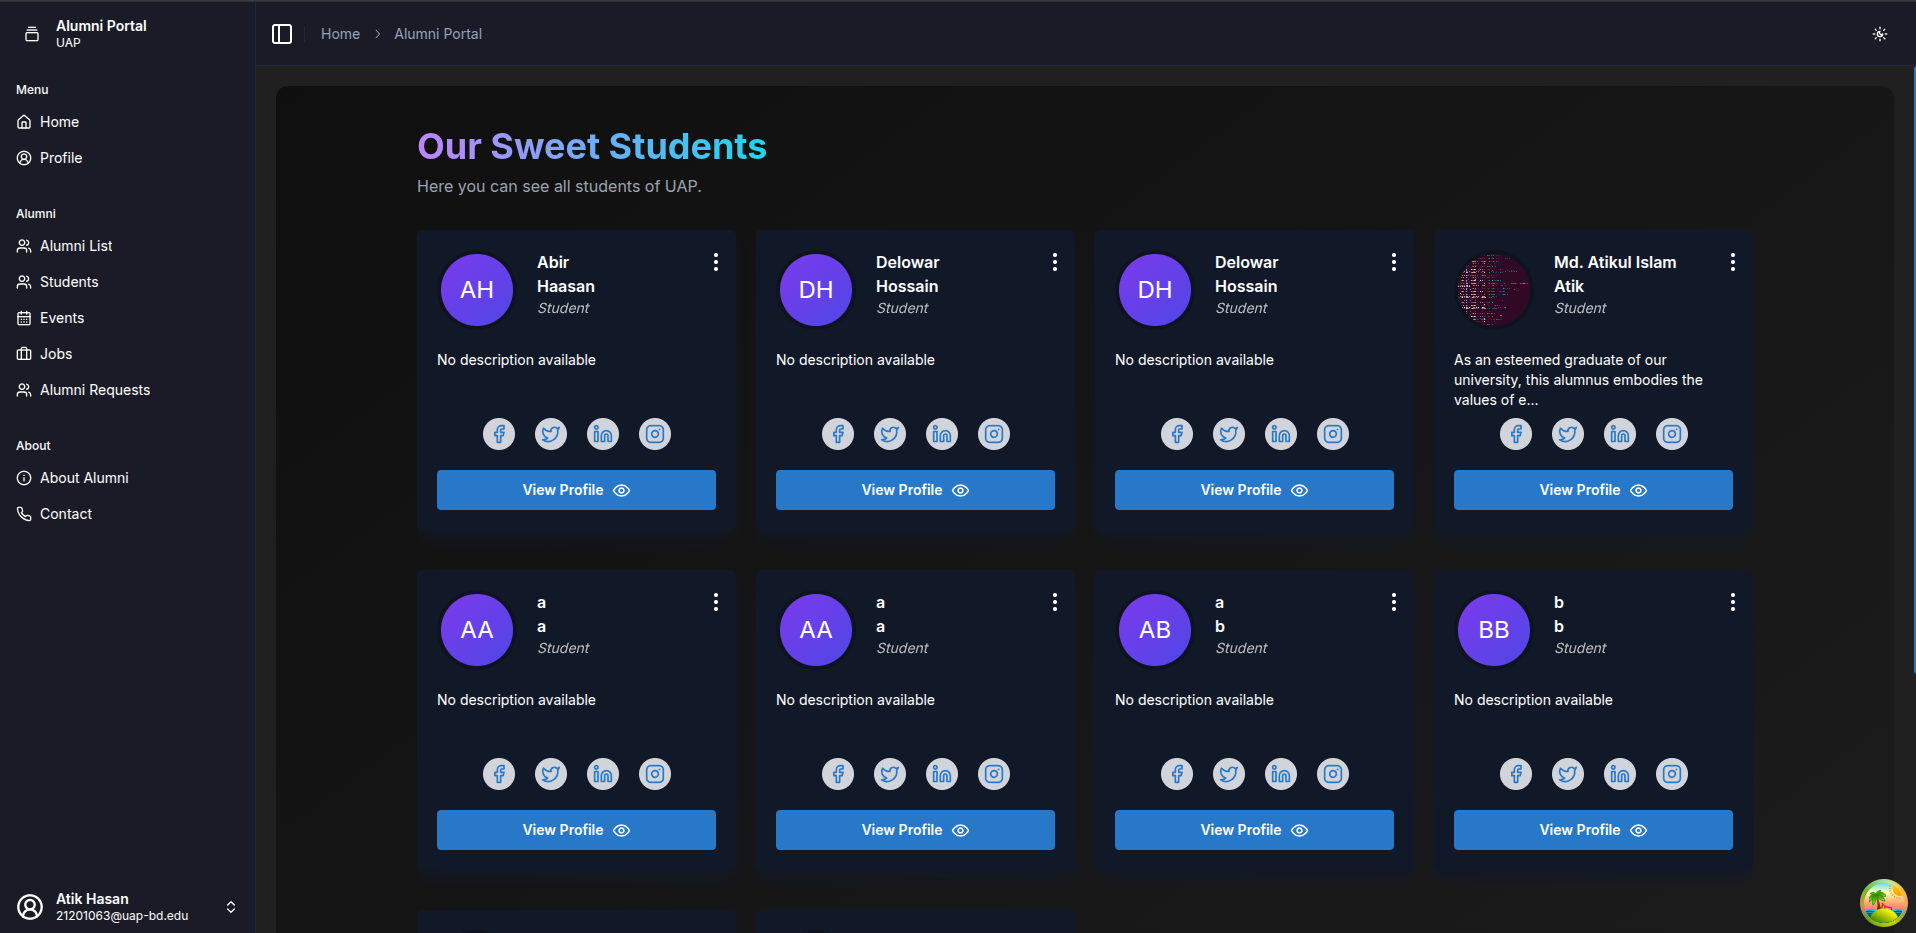 Alumni Portal
UAP
Menu
Home
Profile
Alumni
Alumni List
Students
Events
Jobs
Alumni Requests
About
About Alumni
Contact
Atik Hasan
21201063@uap-bd.edu
Home > Alumni Portal
Our Sweet Students
Here you can see all students of UAP.
AH
Abir
Haasan
Student
No description available
View Profile
DH
Delowar
Hossain
Student
No description available
View Profile
DH
Delowar
Hossain
Student
No description available
View Profile
Md. Atikul Islam
Atik
Student
As an esteemed graduate of our
university, this alumnus embodies the
values of e...
View Profile
AA
a
a
Student
No description available
View Profile
AA
a
a
Student
No description available
View Profile
AB
a
b
Student
No description available
View Profile
BB
b
b
Student
No description available
View Profile